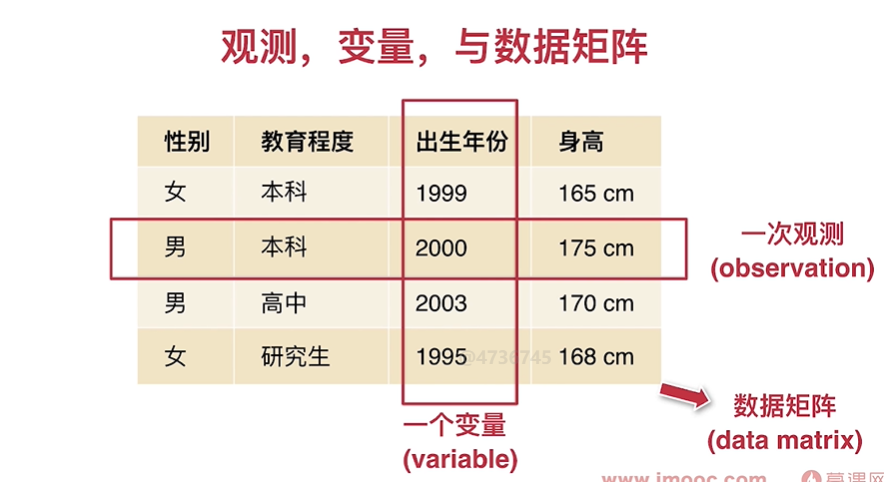 观测，变量，与数据矩阵
性别 教育程度 出生年份 身高
女 本科 1999 165 cm
男 本科 2000 175 cm
一次观测
(observation)
男 高中 2003 170 cm
女 研究生 1995 168 cm
@4736745
数据矩阵
(data matrix)
一个变量
(variable)
www.imooc.com 慕课网